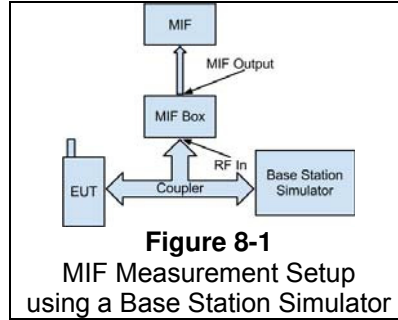 MIF
MIF Output
MIF Box
RF In
EUT
Coupler
Base Station
Simulator
Figure 8-1
MIF Measurement Setup
using a Base Station Simulator